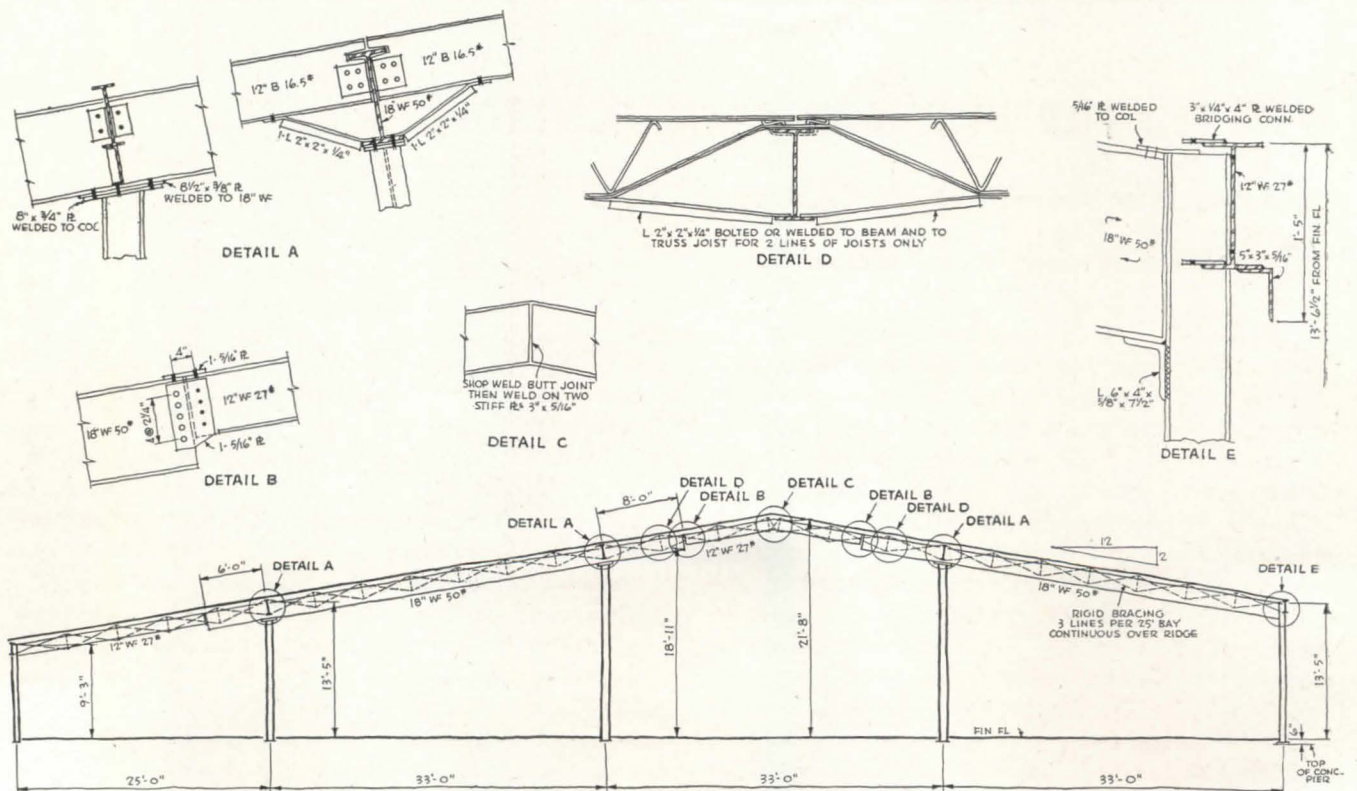 12" B 16.5#
12" B 16.5#
18" WF 50#
1-L 2"x 2"x 1/4"
1-L 2"x 2"x 1/4"
8 1/2" x 3/8" PL
WELDED TO 18" WF
8" x 3/4" PL
WELDED TO COL
DETAIL A
L 2"x 2"x 1/4" BOLTED OR WELDED TO BEAM AND TO
TRUSS JOIST FOR 2 LINES OF JOISTS ONLY
DETAIL D
5/16" PL WELDED
TO COL
3"x 1/4"x 4" PL WELDED
BRIDGING CONN.
12" WF 27#
18" WF 50#
5"x 3"x 5/16"
1'-5"
13'-6 1/2" FROM FIN FL
L 6"x 4"x
5/8"x 7 1/2"
DETAIL E
4"
1-5/16" PL
12" WF 27#
18" WF 50#
4 @ 2 1/4"
1-5/16" PL
DETAIL B
SHOP WELD BUTT JOINT
THEN WELD ON TWO
STIFF PLS 3" x 5/16"
DETAIL C
8'-0"
DETAIL D
DETAIL B
DETAIL C
DETAIL B
DETAIL D
DETAIL A
DETAIL A
12" WF 27#
12
2
6'-0"
DETAIL A
18" WF 50#
18" WF 50#
DETAIL E
RIGID BRACING
3 LINES PER 25' BAY
CONTINUOUS OVER RIDGE
12" WF 27#
9'-3"
13'-5"
18'-11"
21'-8"
13'-5"
FIN FL
6"
TOP
OF CONC.
PIER
25'-0"
33'-0"
33'-0"
33'-0"